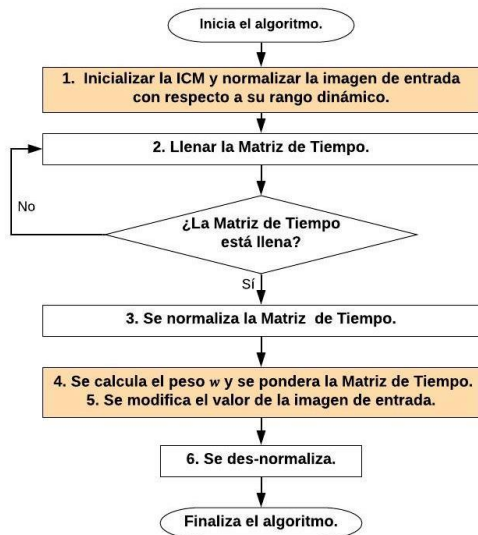 Inicia el algoritmo.
1. Inicializar la ICM y normalizar la imagen de entrada
con respecto a su rango dinámico.
2. Llenar la Matriz de Tiempo.
No
¿La Matriz de Tiempo
está llena?
Sí
3. Se normaliza la Matriz de Tiempo.
4. Se calcula el peso w y se pondera la Matriz de Tiempo.
5. Se modifica el valor de la imagen de entrada.
6. Se des-normaliza.
Finaliza el algoritmo.